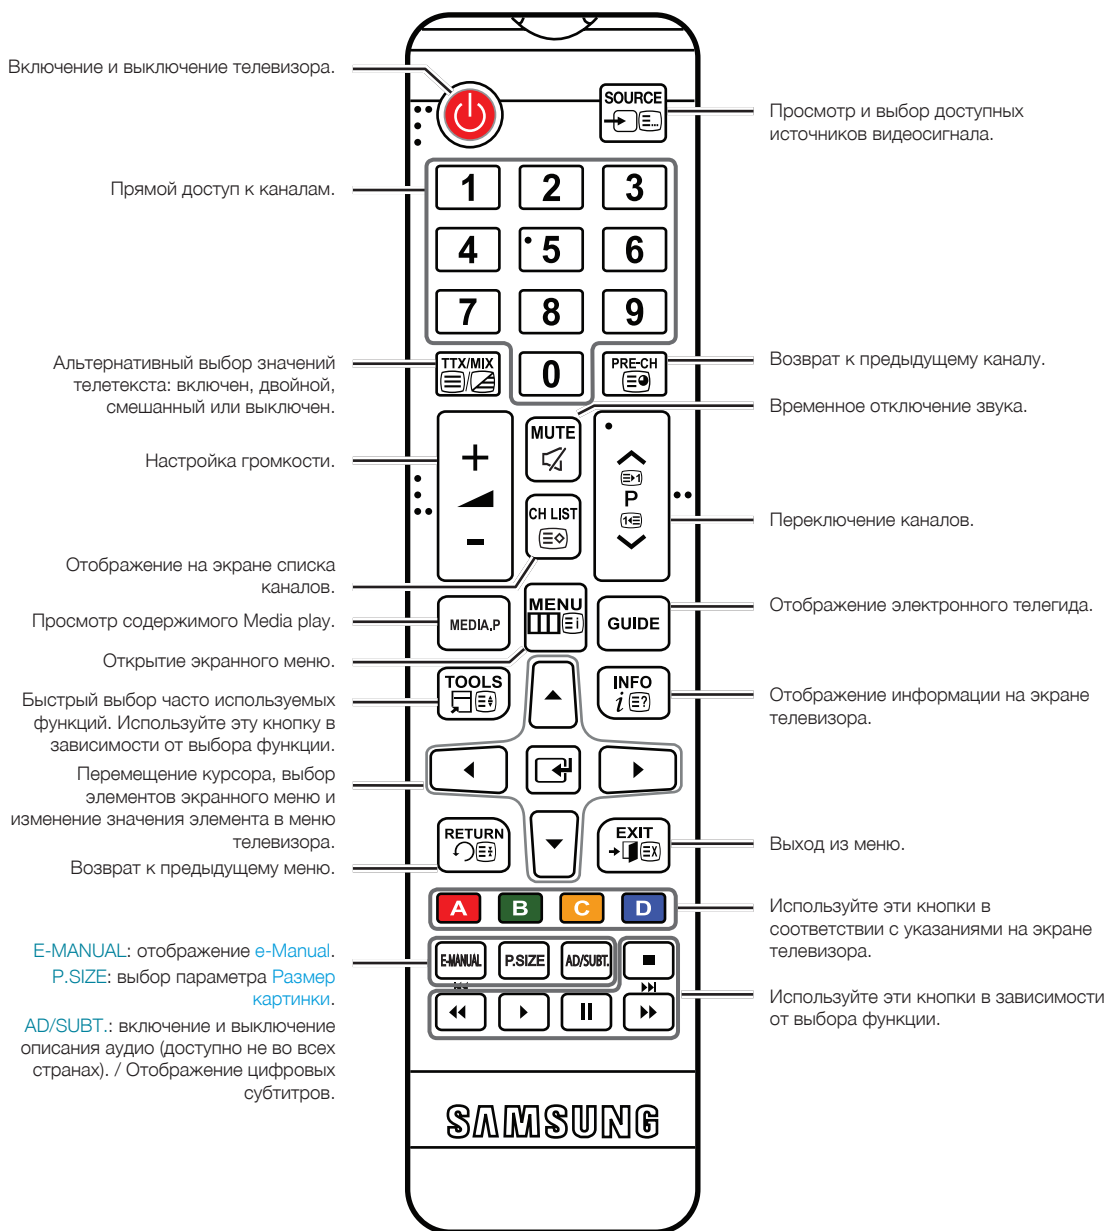 Включение и выключение телевизора.
SOURCE
Просмотр и выбор доступных
источников видеосигнала.
Прямой доступ к каналам.
1 2 3
4 5 6
7 8 9
Альтернативный выбор значений
телетекста: включен, двойной,
смешанный или выключен.
TTX/MIX
0
PRE-CH
Возврат к предыдущему каналу.
Временное отключение звука.
MUTE
Настройка громкости.
+
-
P
CH LIST
Переключение каналов.
Отображение на экране списка
каналов.
Просмотр содержимого Media play.
MEDIA.P
MENU
GUIDE
Отображение электронного телегида.
Открытие экранного меню.
TOOLS
INFO
i
Быстрый выбор часто используемых
функций. Используйте эту кнопку в
зависимости от выбора функции.
Отображение информации на экране
телевизора.
Перемещение курсора, выбор
элементов экранного меню и
изменение значения элемента в меню
телевизора.
RETURN
EXIT
Возврат к предыдущему меню.
Выход из меню.
A B C D
Используйте эти кнопки в
соответствии с указаниями на экране
телевизора.
E-MANUAL: отображение e-Manual.
P.SIZE: выбор параметра Размер
картинки.
AD/SUBT.: включение и выключение
описания аудио (доступно не во всех
странах). / Отображение цифровых
субтитров.
E-MANUAL P.SIZE AD/SUBT.
Используйте эти кнопки в зависимости
от выбора функции.
SAMSUNG